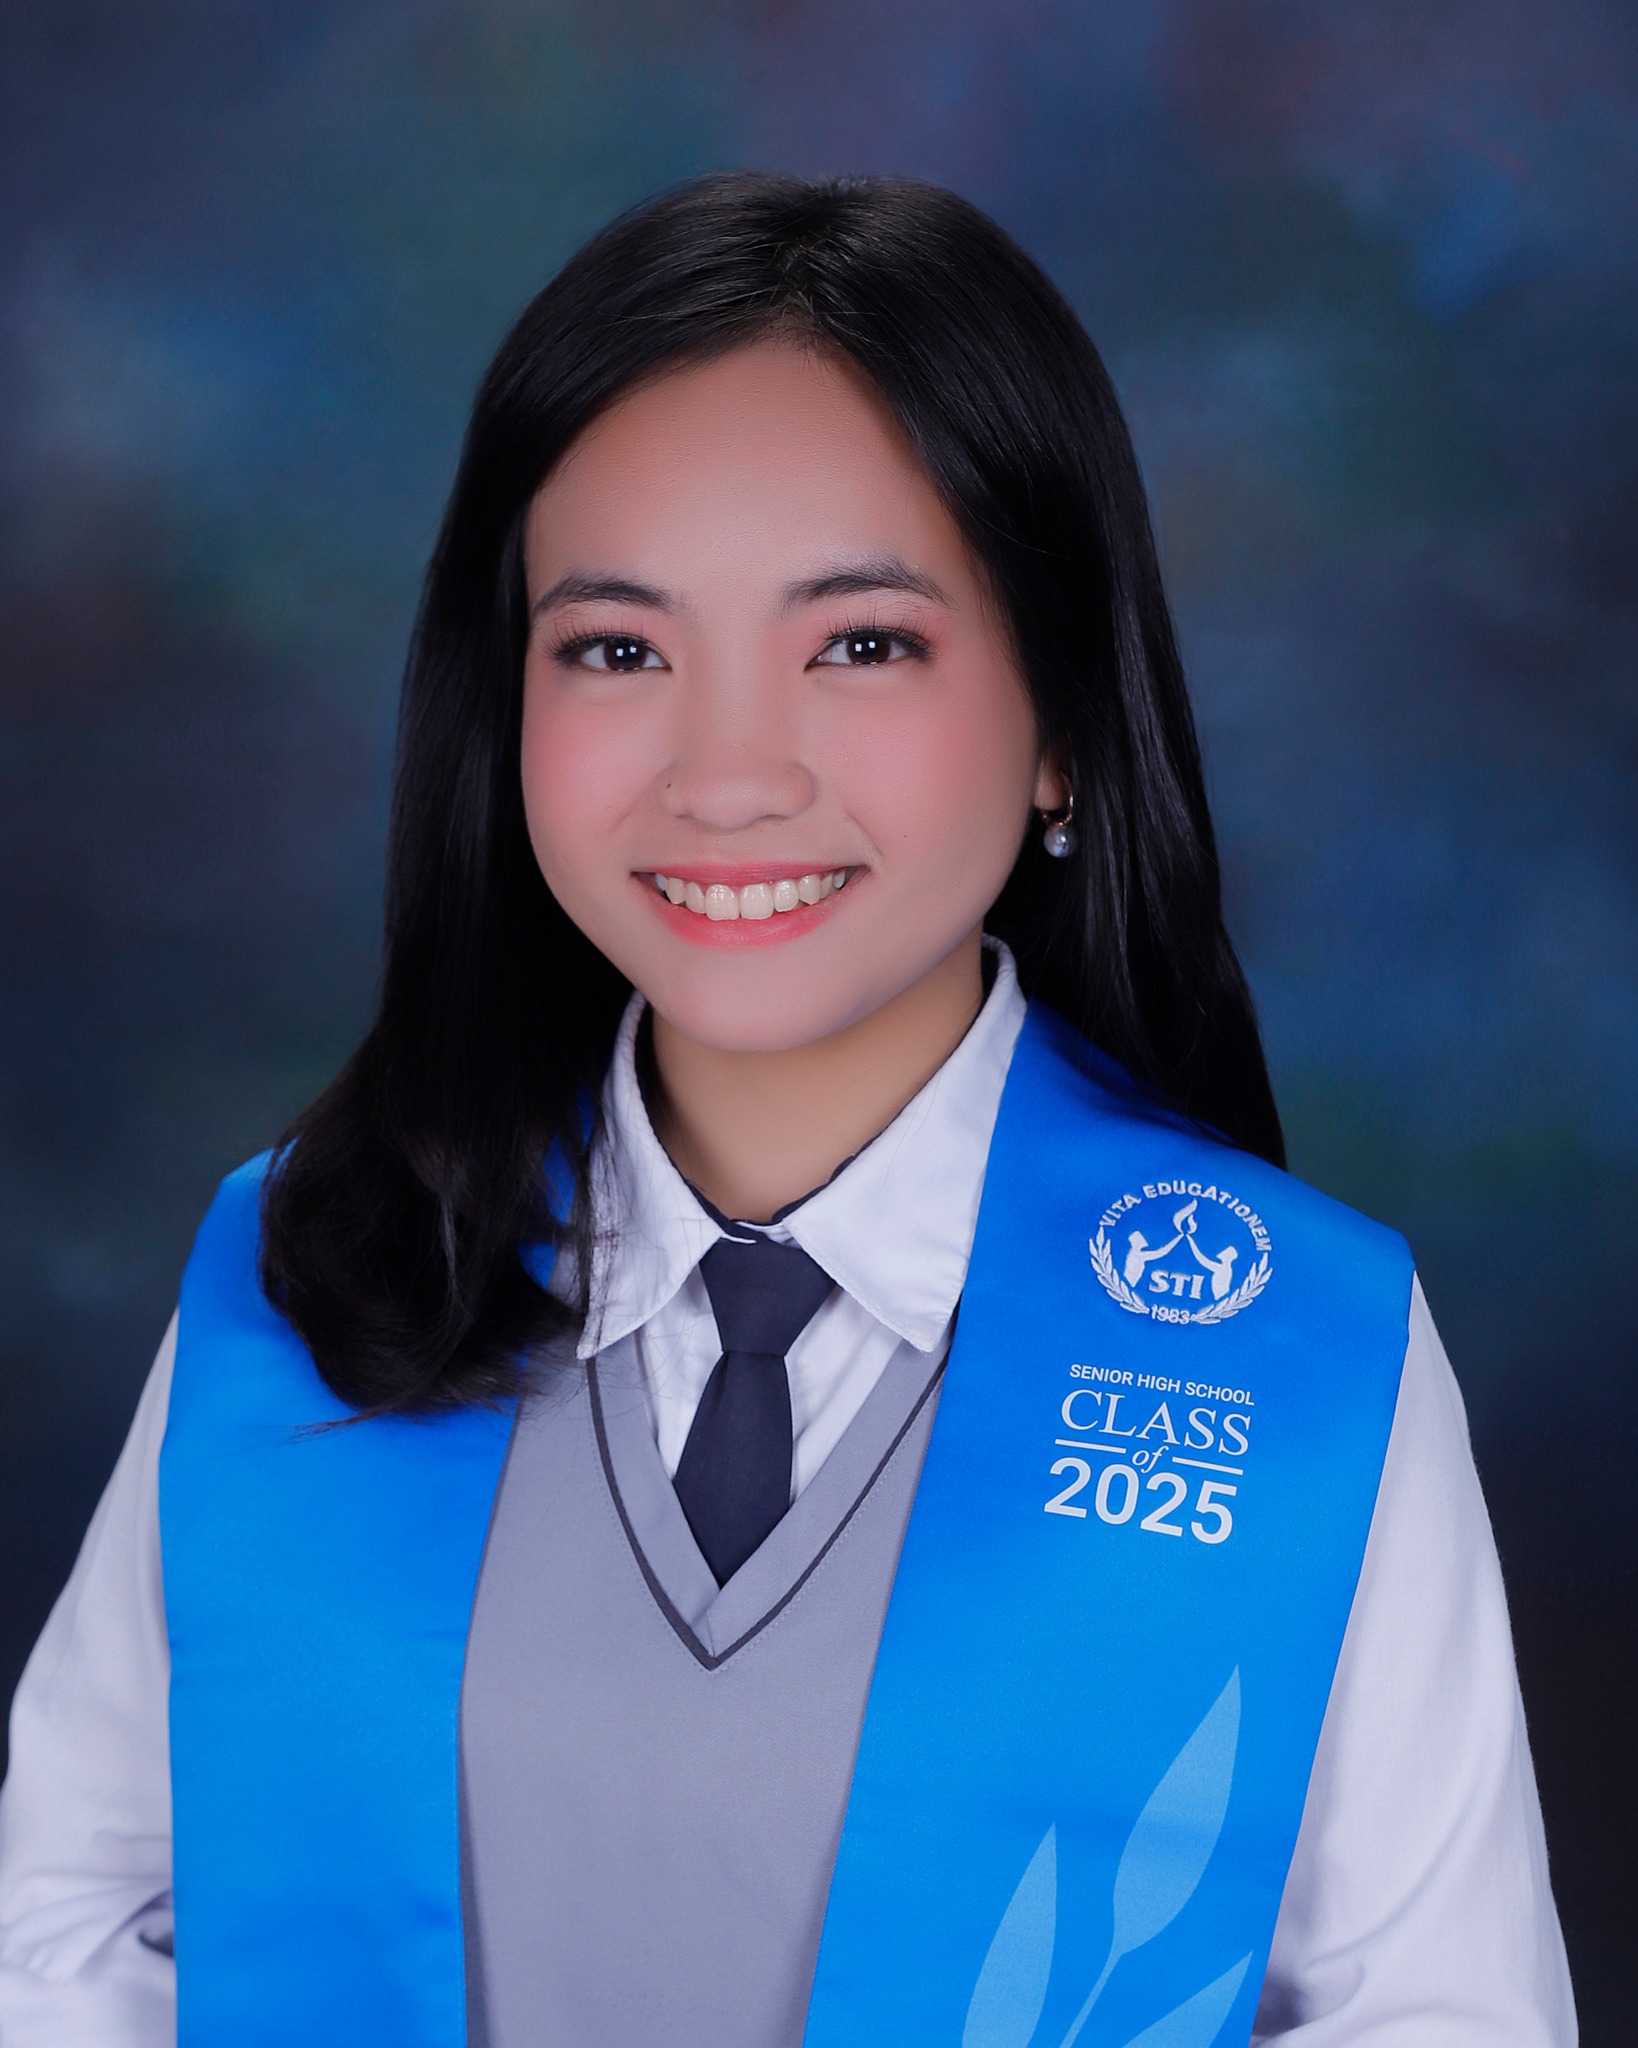 VITA EDUCATIONEM
STI
1983
SENIOR HIGH SCHOOL
CLASS
of
2025